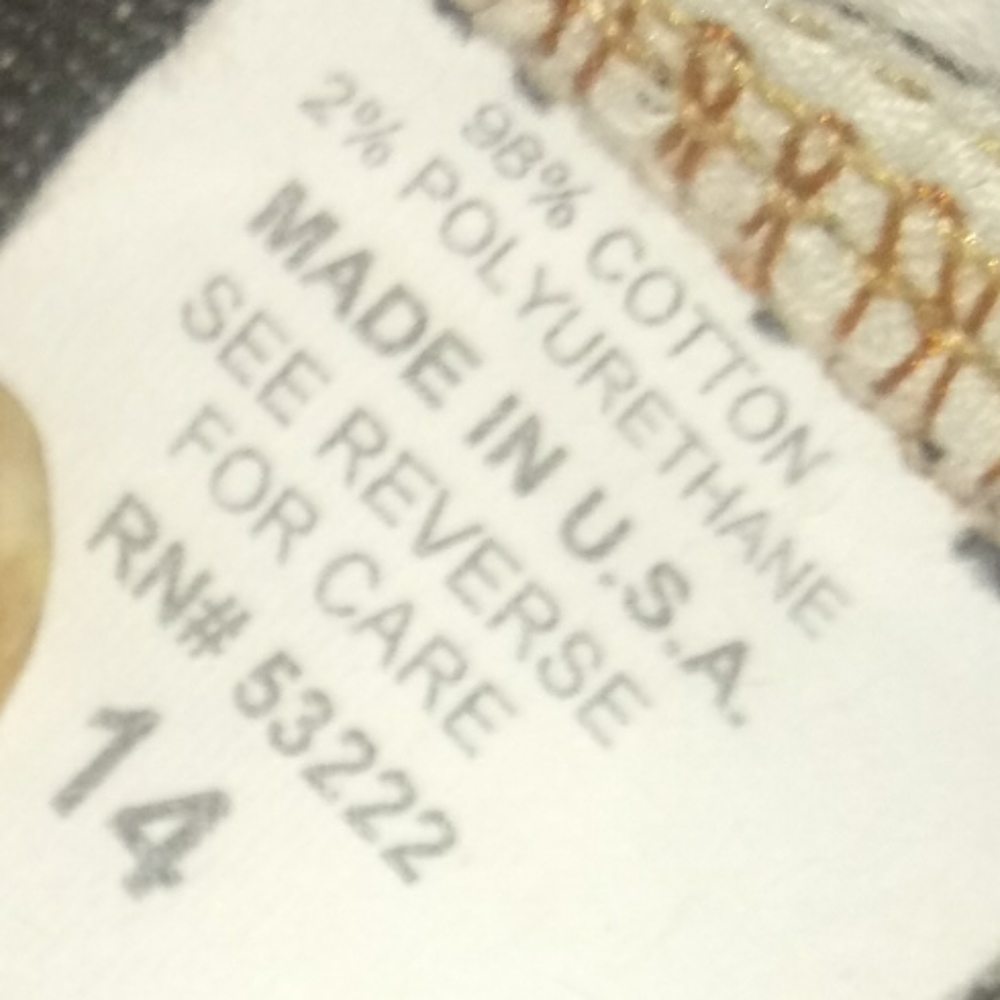 98% COTTON
2% POLYURETHANE
MADE IN U.S.A.
SEE REVERSE
FOR CARE
RN# 53222
14